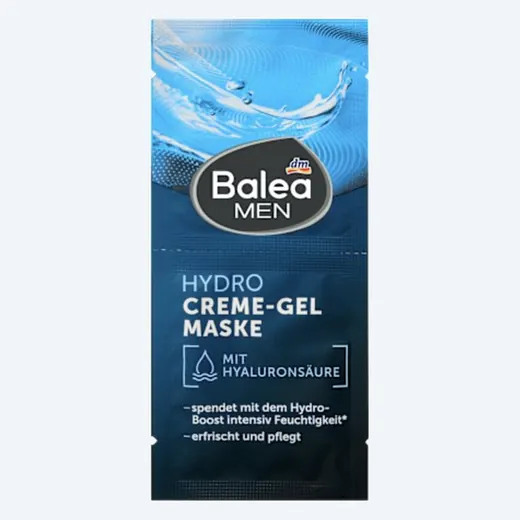 dm
Balea
MEN
HYDRO
CREME-GEL
MASKE
MIT
HYALURONSÄURE
–spendet mit dem Hydro-
Boost intensiv Feuchtigkeit*
–erfrischt und pflegt